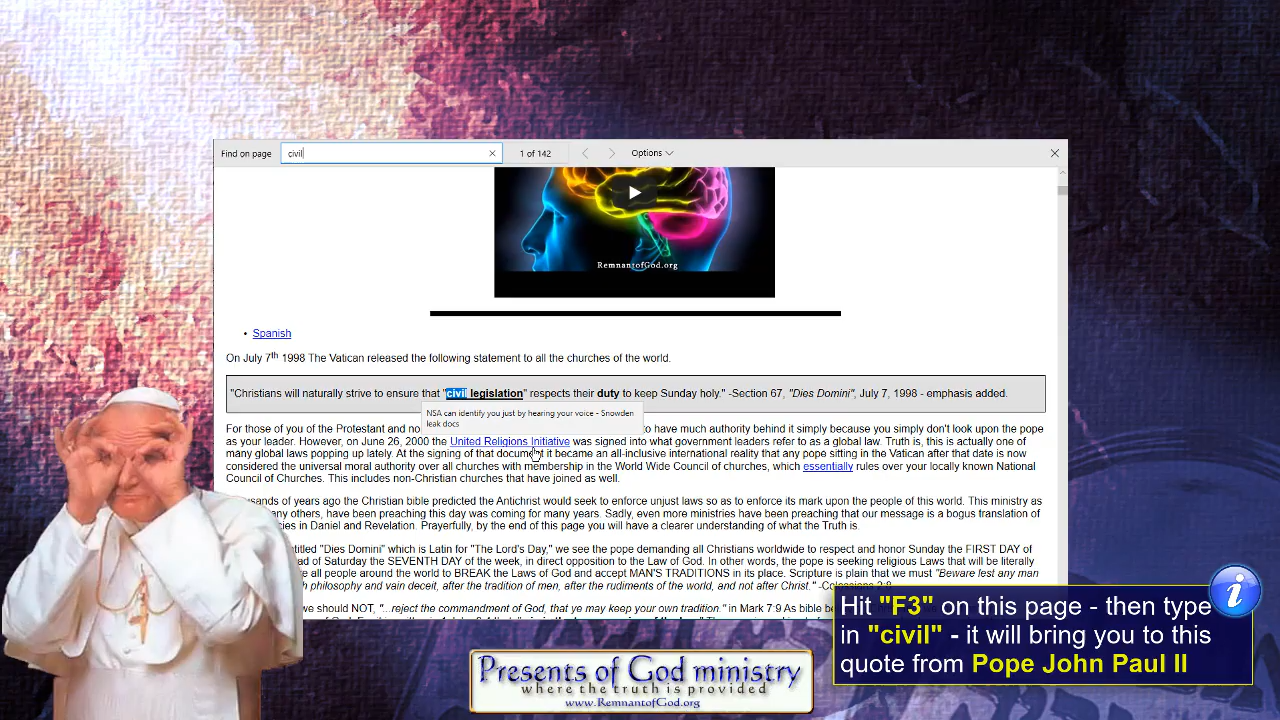 Find on page
civil
1 of 142
Options
RemnantofGod.org
• Spanish
On July 7th 1998 The Vatican released the following statement to all the churches of the world.
"Christians will naturally strive to ensure that "civil legislation" respects their duty to keep Sunday holy." -Section 67, "Dies Domini", July 7, 1998 - emphasis added.
NSA can identify you just by hearing your voice - Snowden
leak docs
For those of you of the Protestant and no to have much authority behind it simply because you simply don't look upon the pope
as your leader. However, on June 26, 2000 the United Religions Initiative was signed into what government leaders refer to as a global law. Truth is, this is actually one of
many global laws popping up lately. At the signing of that document it became an all-inclusive international reality that any pope sitting in the Vatican after that date is now
considered the universal moral authority over all churches with membership in the World Wide Council of churches, which essentially rules over your locally known National
Council of Churches. This includes non-Christian churches that have joined as well.
usands of years ago the Christian bible predicted the Antichrist would seek to enforce unjust laws so as to enforce its mark upon the people of this world. This ministry as
any others, have been preaching this day was coming for many years. Sadly, even more ministries have been preaching that our message is a bogus translation of
cies in Daniel and Revelation. Prayerfully, by the end of this page you will have a clearer understanding of what the Truth is.
titled "Dies Domini" which is Latin for "The Lord's Day," we see the pope demanding all Christians worldwide to respect and honor Sunday the FIRST DAY of
ad of Saturday the SEVENTH DAY of the week, in direct opposition to the Law of God. In other words, the pope is seeking religious Laws that will be literally
e all people around the world to BREAK the Laws of God and accept MAN'S TRADITIONS in its place. Scripture is plain that we must "Beware lest any man
philosophy and vain deceit, after the tradition of men, after the rudiments of the world, and not after Christ." -Colossians 2:8
we should NOT, "...reject the commandment of God, that ye may keep your own tradition." in Mark 7:9 As bible be
Hit "F3" on this page - then type
in "civil" - it will bring you to this
quote from Pope John Paul II
Presents of God ministry
where the truth is provided
www.RemnantofGod.org